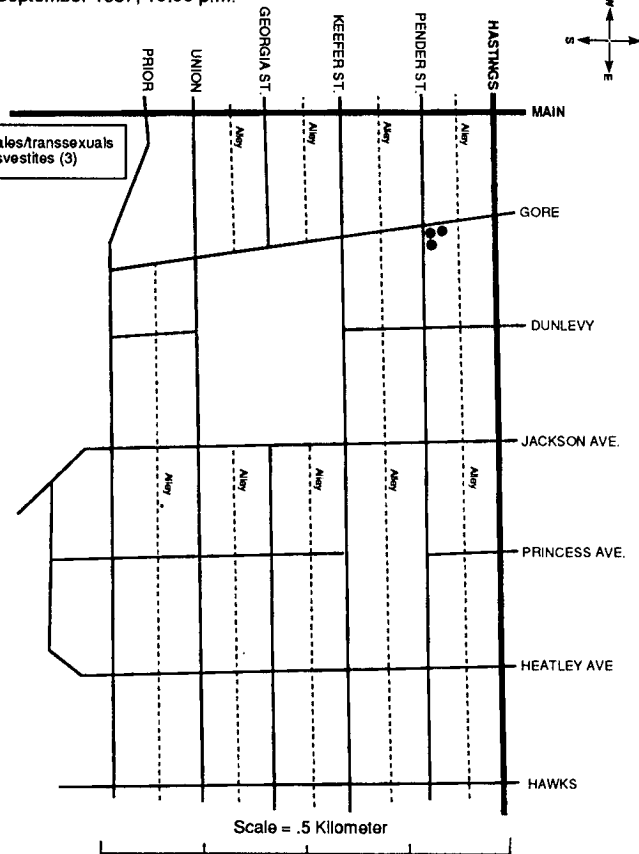 September 1987, 10:00 p.m.
W
S
E
PRIOR
UNION
GEORGIA ST.
KEEFER ST.
PENDER ST.
HASTINGS
MAIN
ales/transsexuals
svestites (3)
Alley
Alley
Alley
Alley
GORE
DUNLEVY
JACKSON AVE.
Alley
Alley
Alley
Alley
Alley
PRINCESS AVE.
HEATLEY AVE
HAWKS
Scale = .5 Kilometer